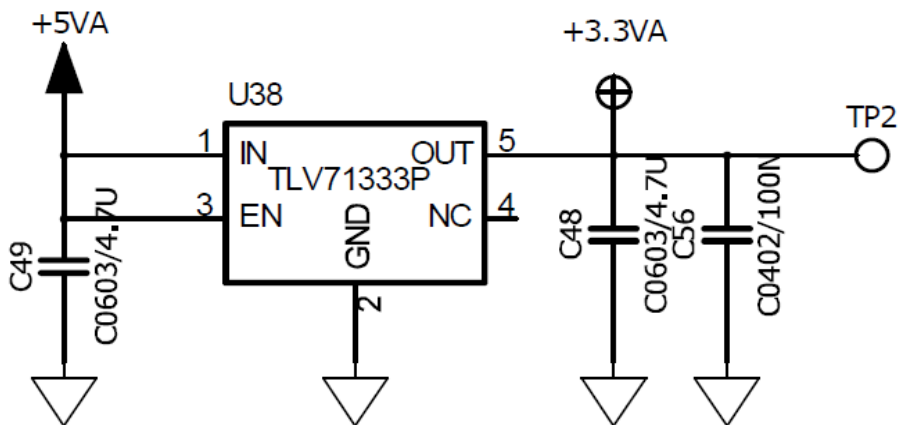 +5VA
+3.3VA
U38
TP2
1
IN
OUT
5
TLV71333P
3
EN
NC
4
GND
2
C49
C0603/4.7U
C48
C0603/4.7U
C56
C0402/100N